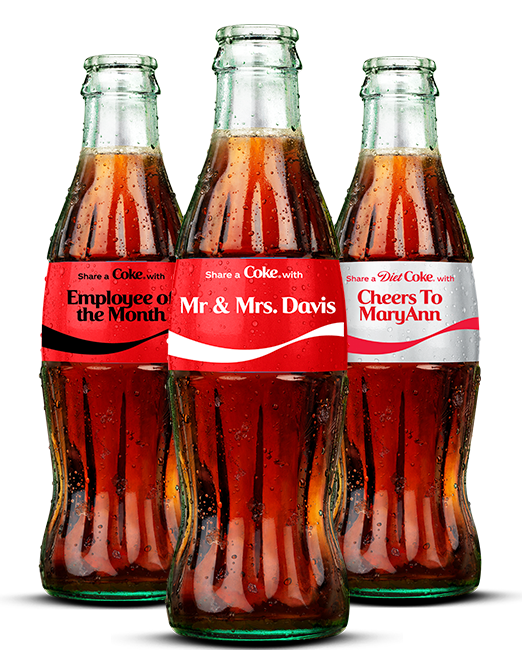 Share a Coke® with
Employee of
the Month
Share a Coke® with
Mr & Mrs. Davis
Share a Diet Coke® with
Cheers To
MaryAnn